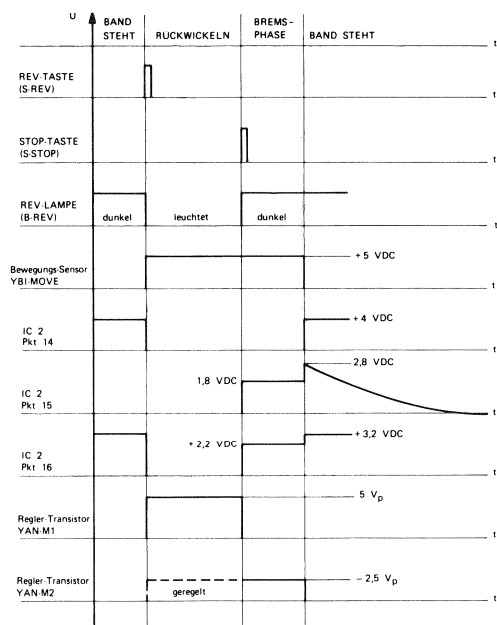 U
BAND
STEHT
RÜCKWICKELN
BREMS-
PHASE
BAND STEHT
t
REV-TASTE
(S-REV)
t
STOP-TASTE
(S-STOP)
t
REV-LAMPE
(B-REV)
dunkel
leuchtet
dunkel
t
Bewegungs-Sensor
YBI-MOVE
+ 5 VDC
t
IC 2
Pkt 14
+ 4 VDC
t
IC 2
Pkt 15
1,8 VDC
2,8 VDC
t
IC 2
Pkt 16
+ 2,2 VDC
+ 3,2 VDC
t
Regler-Transistor
YAN-M1
5 Vp
t
Regler-Transistor
YAN-M2
geregelt
- 2,5 Vp
t